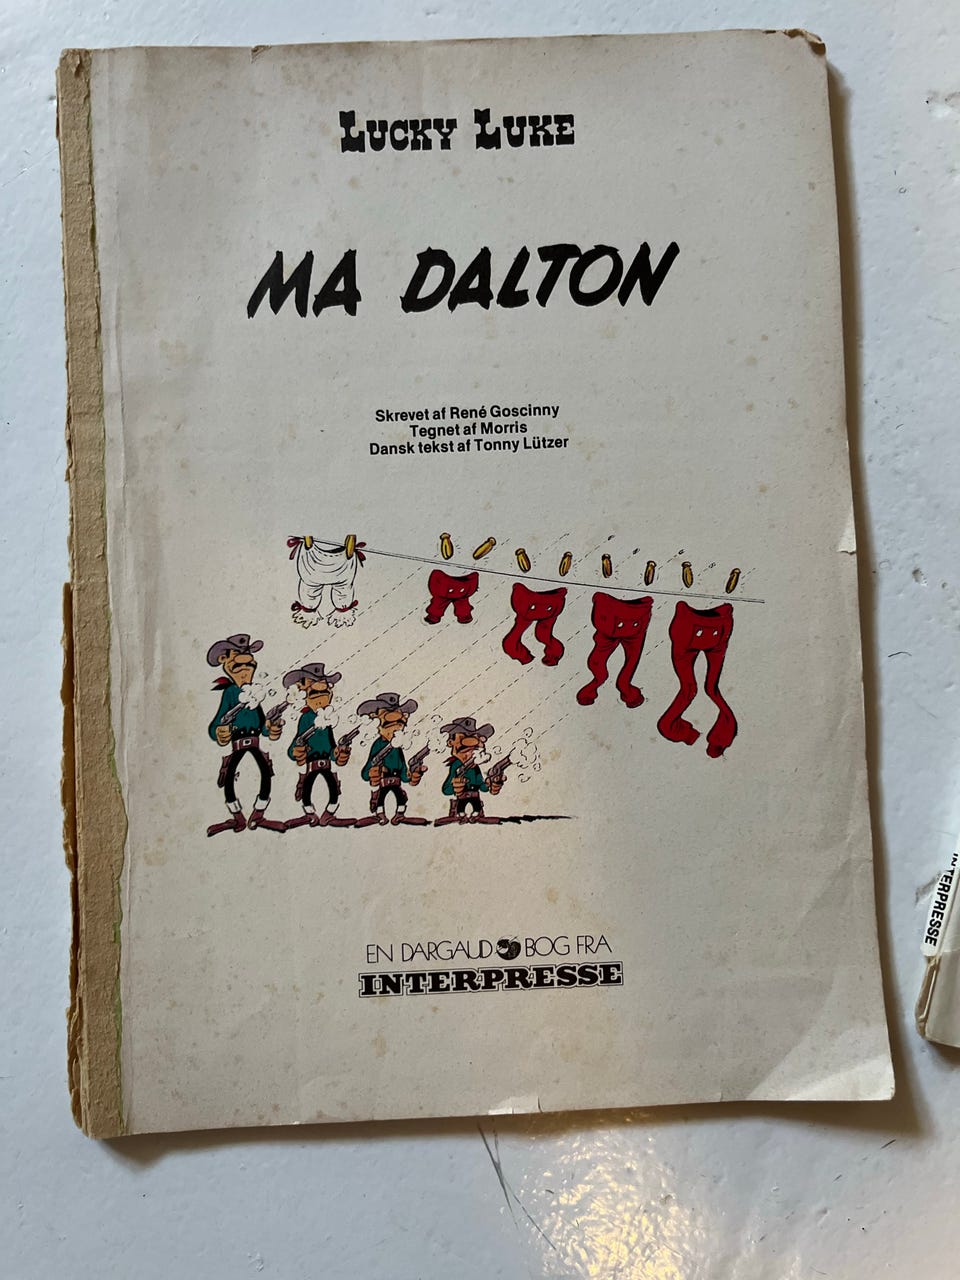 LUCKY LUKE
MA DALTON
Skrevet af René Goscinny
Tegnet af Morris
Dansk tekst af Tonny Lützer
EN DARGAUD BOG FRA
INTERPRESSE
INTERPRESSE